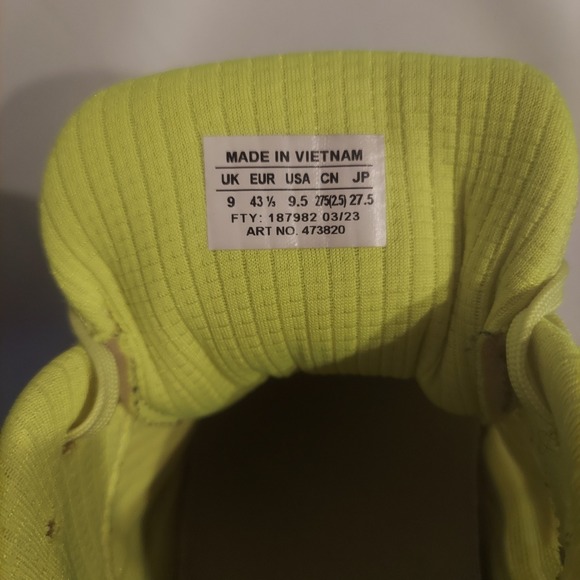 MADE IN VIETNAM
UK EUR USA CN JP
9 43 ⅓ 9.5 275(2.5) 27.5
FTY: 187982 03/23
ART NO. 473820